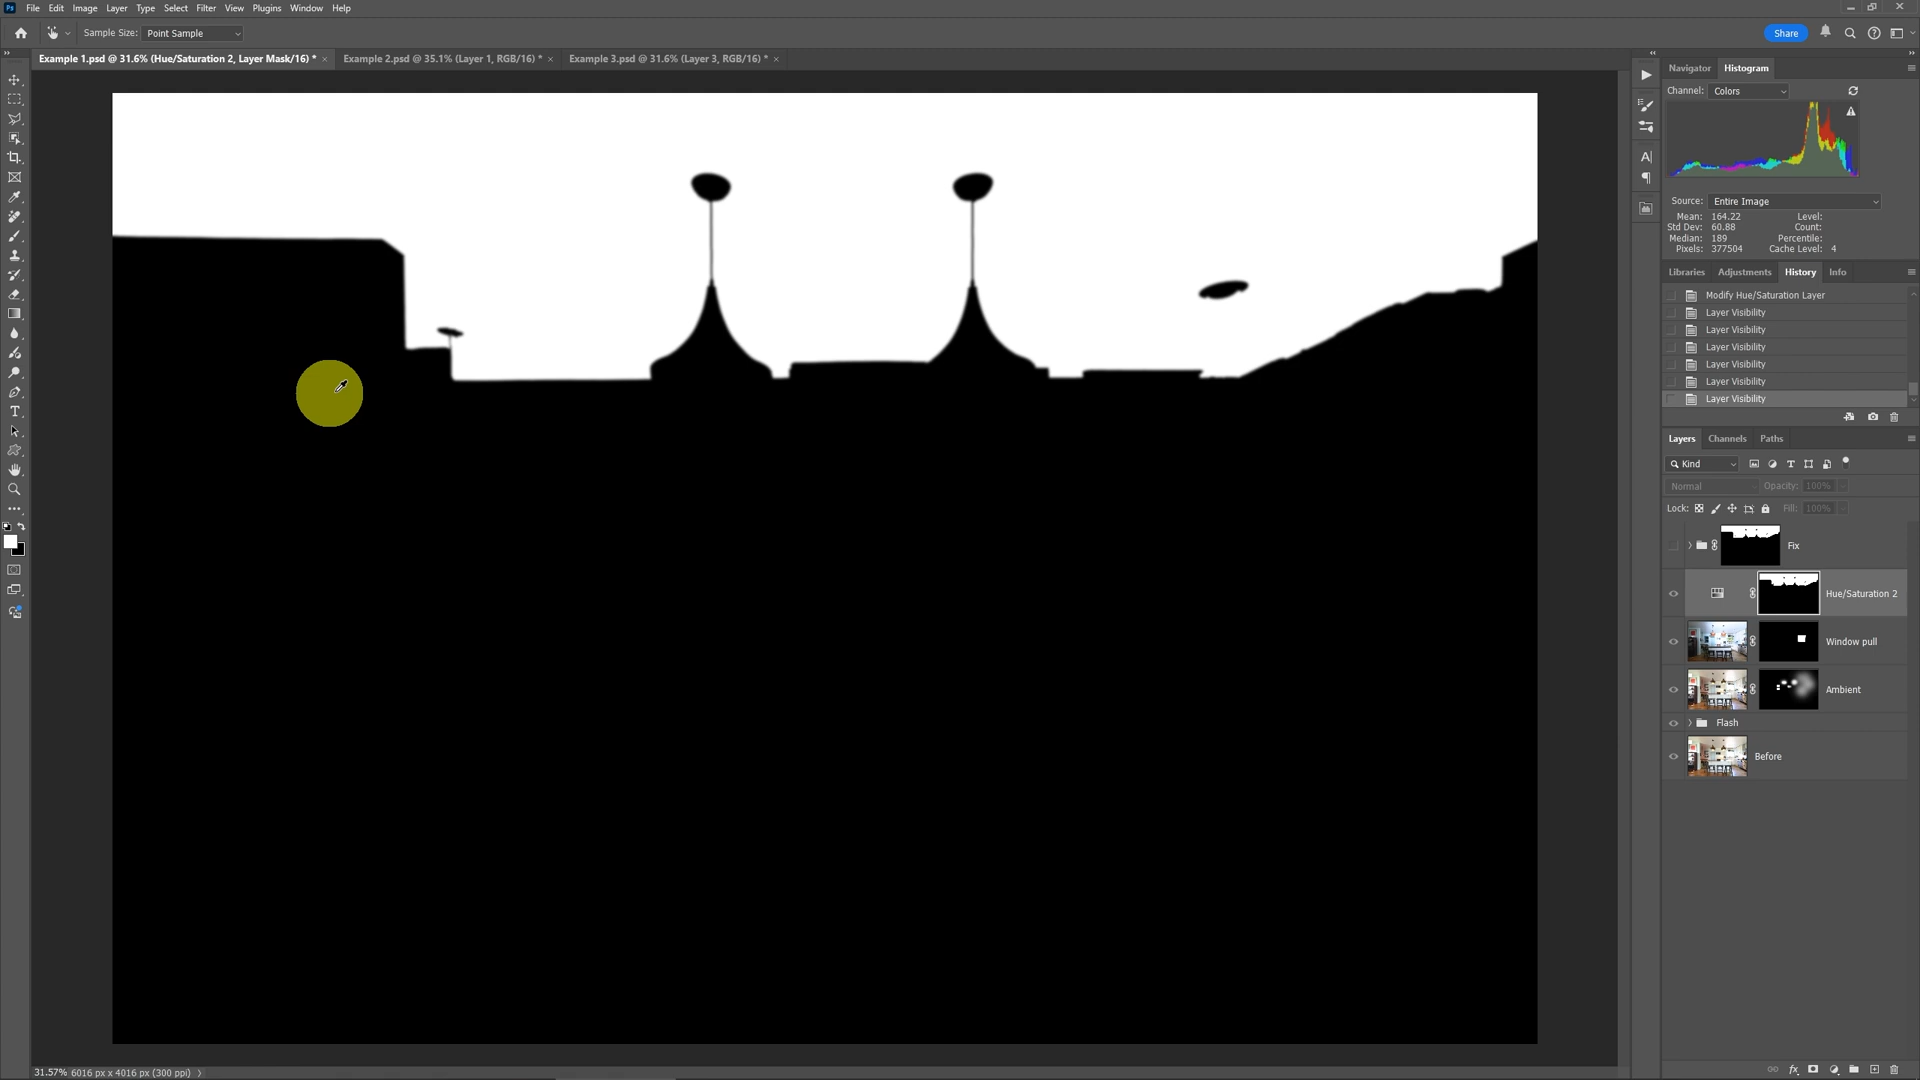 Ps File Edit Image Layer Type Select Filter View Plugins Window Help
Sample Size: Point Sample Share
Example 1.psd @ 31.6% (Hue/Saturation 2, Layer Mask/16) * × Example 2.psd @ 35.1% (Layer 1, RGB/16) * × Example 3.psd @ 31.6% (Layer 3, RGB/16) * ×
Navigator Histogram
Channel: Colors
Source: Entire Image
Mean: 164.22 Level:
Std Dev: 60.88 Count:
Median: 189 Percentile:
Pixels: 377504 Cache Level: 4
Libraries Adjustments History Info
Modify Hue/Saturation Layer
Layer Visibility
Layer Visibility
Layer Visibility
Layer Visibility
Layer Visibility
Layer Visibility
Layers Channels Paths
Kind
Normal Opacity: 100%
Lock: Fill: 100%
Fix
Hue/Saturation 2
Window pull
Ambient
Flash
Before
31.57% 6016 px x 4016 px (300 ppi)